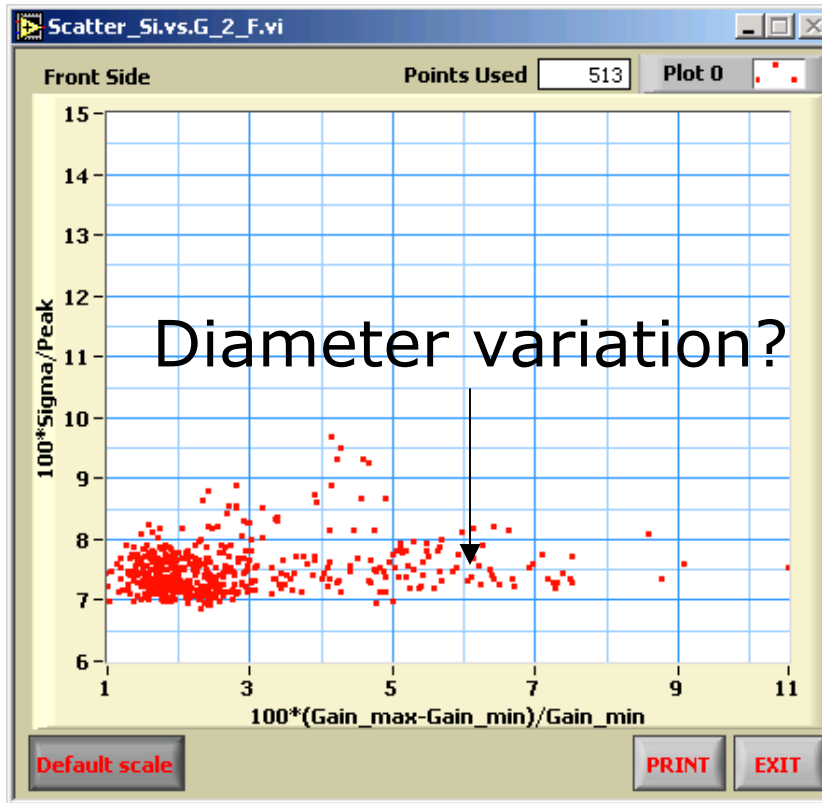 Scatter_Si.vs.G_2_F.vi
Front Side
Points Used 513 Plot 0
15
14
13
12
11
10
9
8
7
6
100*Sigma/Peak
Diameter variation?
1 3 5 7 9 11
100*(Gain_max-Gain_min)/Gain_min
Default scale
PRINT
EXIT